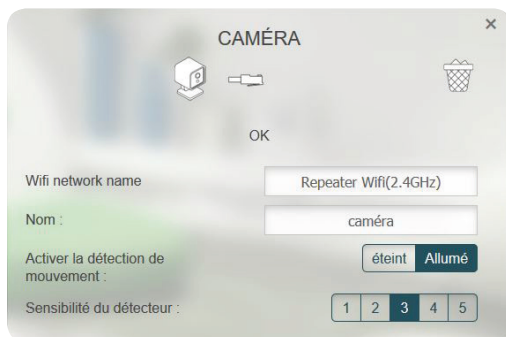 ×
CAMÉRA
OK
Wifi network name
Repeater Wifi(2.4GHz)
Nom :
caméra
Activer la détection de
mouvement :
éteint Allumé
Sensibilité du détecteur :
1 2 3 4 5